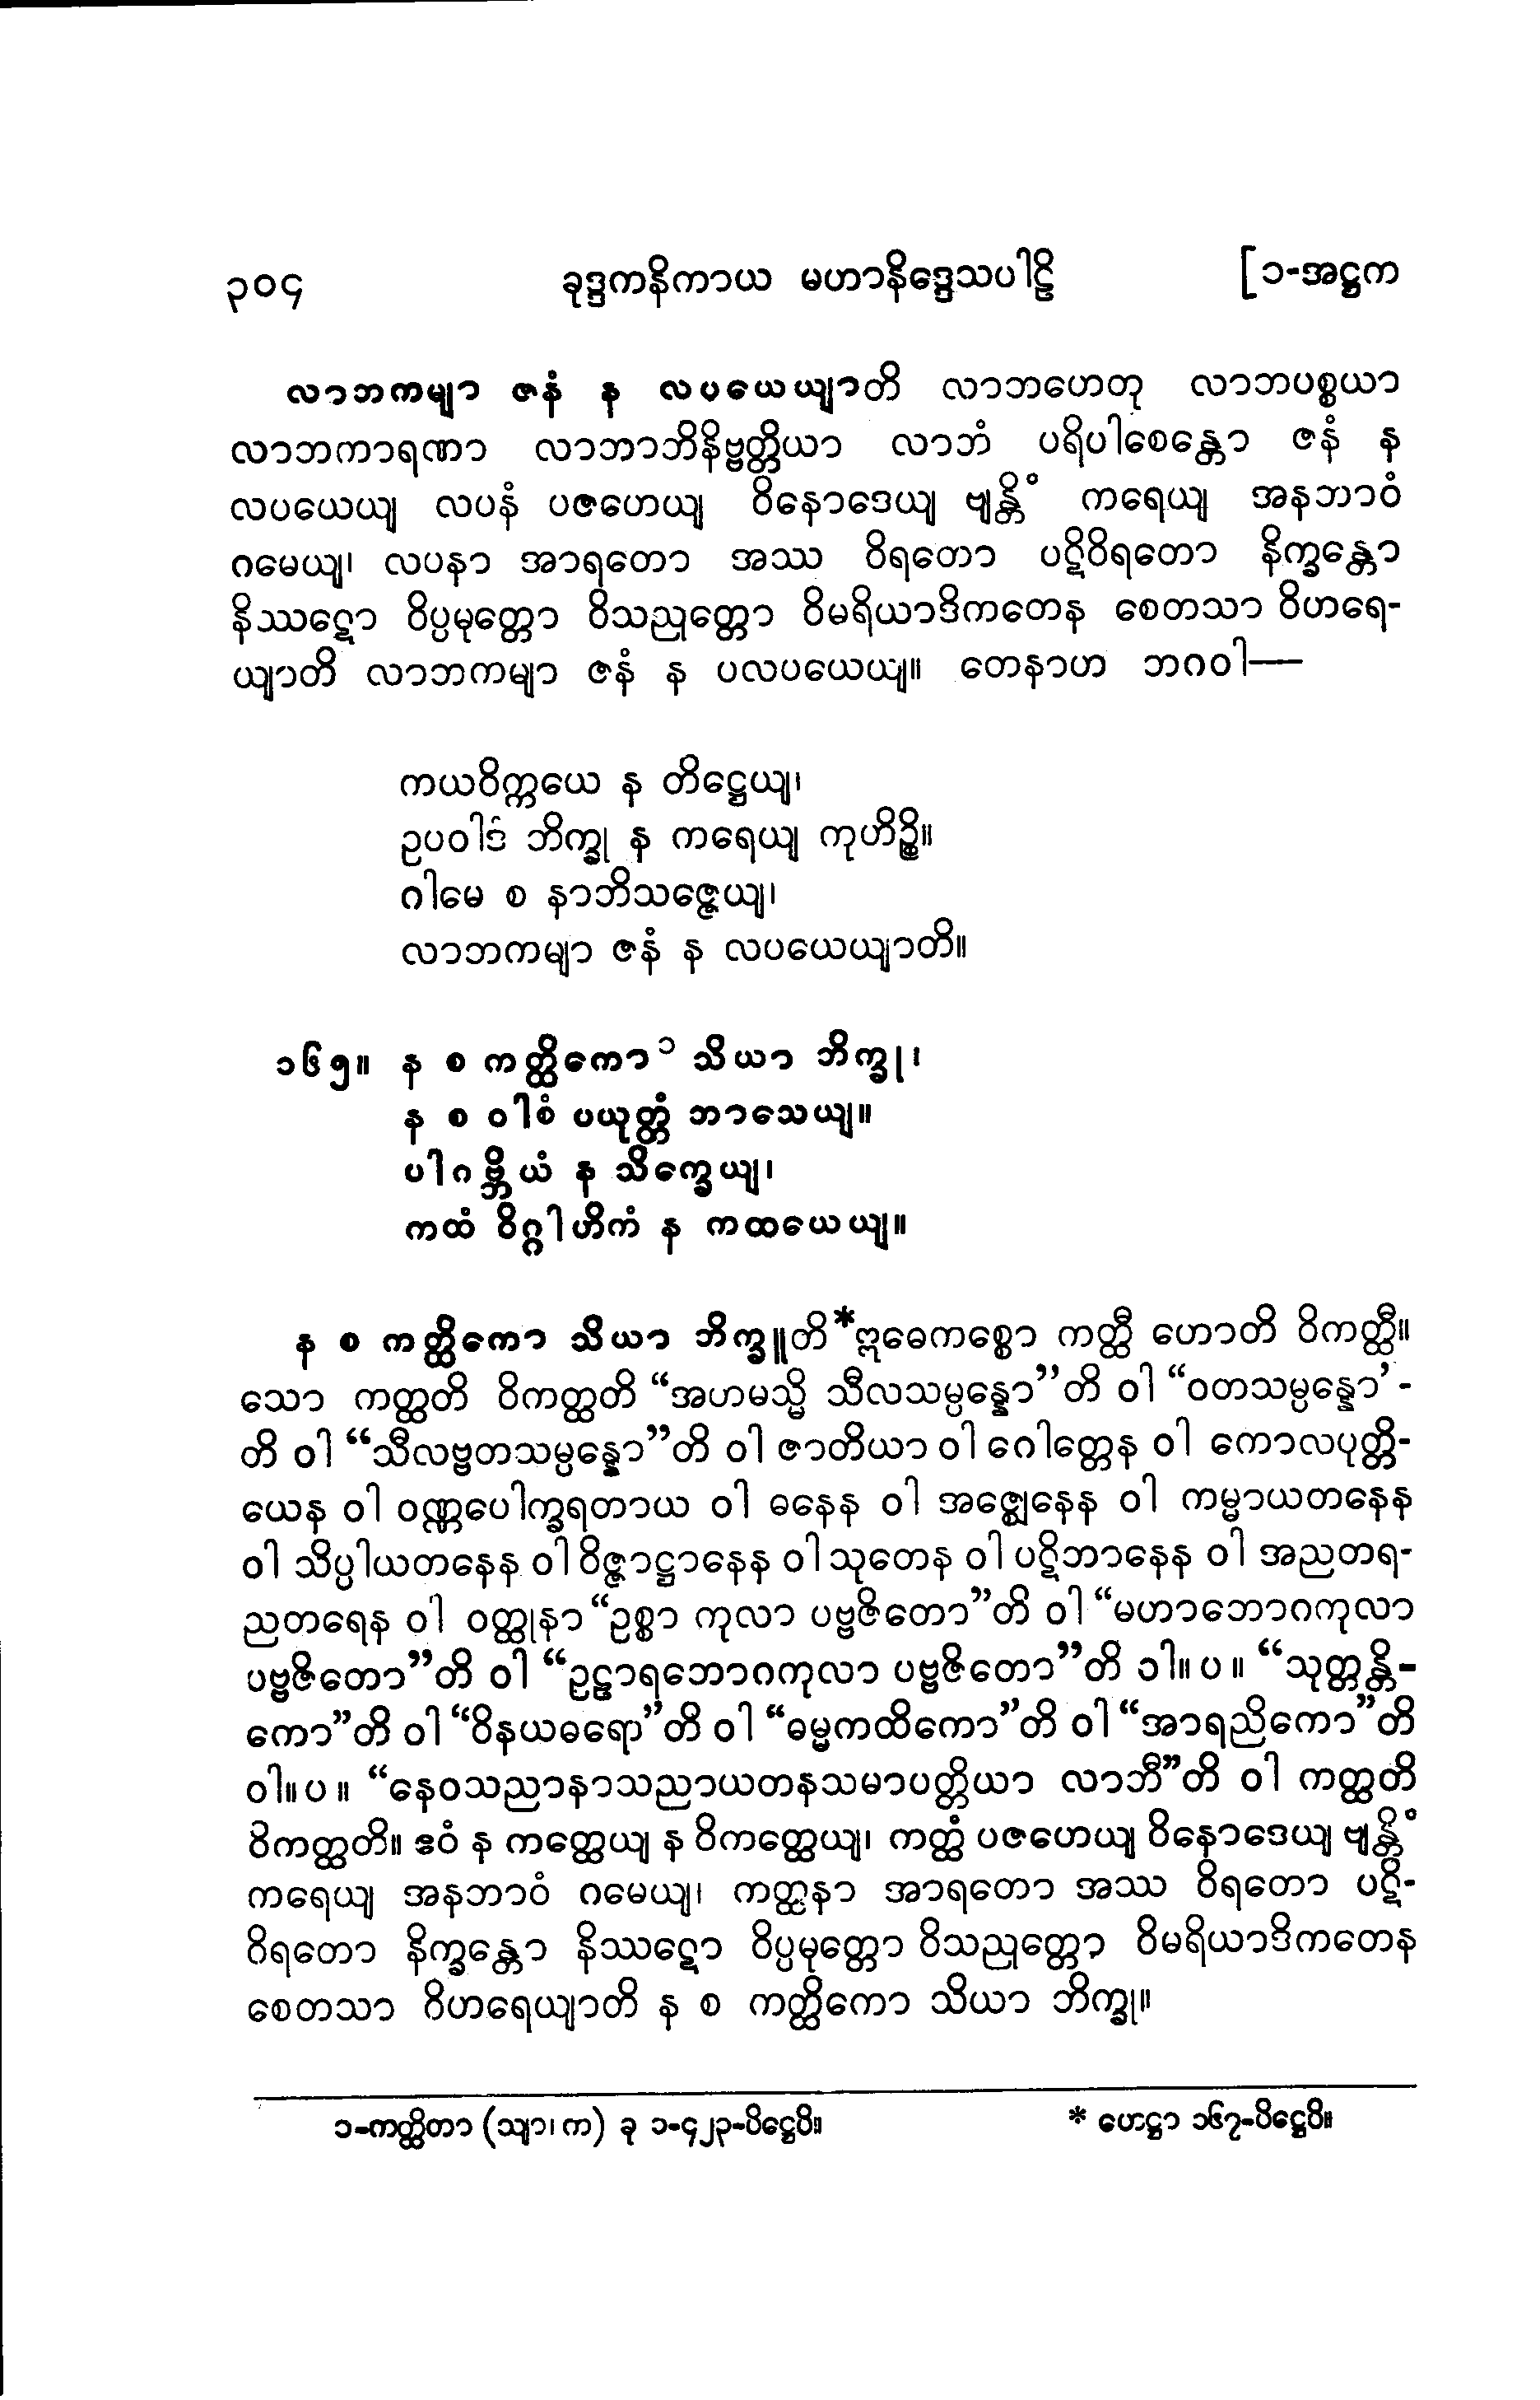 ၃၀၄ ခုဒ္ဒကနိကာယ မဟာနိဒ္ဒေသပါဠိ [၁-အဋ္ဌက
လာဘကမျာ ဇနံ န လပယေယျာတိ လာဘဟေတု လာဘပစ္စယာ
လာဘကာရဏာ လာဘာဘိနိဗ္ဗတ္တိယာ လာဘံ ပရိပါစေန္တော ဇနံ န
လပယေယျ လပနံ ပဇဟေယျ ဝိနောဒေယျ ဗျန္တိံ ကရေယျ အနဘာဝံ
ဂမေယျ၊ လပနာ အာရတော အဿ ဝိရတော ပဋိဝိရတော နိက္ခန္တော
နိဿဋ္ဋော ဝိပ္ပမုတ္တော ဝိသညုတ္တော ဝိမရိယာဒိကတေန စေတသာ ဝိဟရေ-
ယျာတိ လာဘကမျာ ဇနံ န ပလပယေယျ။ တေနာဟ ဘဂဝါ—
ကယဝိက္ကယေ န တိဋ္ဌေယျ၊
ဥပဝါဒံ ဘိက္ခု န ကရေယျ ကုဟိဉ္စိ။
ဂါမေ စ နာဘိသဇ္ဇေယျ၊
လာဘကမျာ ဇနံ န လပယေယျာတိ။
၁၆၅။ န စ ကတ္ထိကော၁ သိယာ ဘိက္ခု၊
န စ ဝါစံ ပယုတ္တံ ဘာသေယျ။
ပါဂဗ္ဘိယံ န သိက္ခေယျ၊
ကထံ ဝိဂ္ဂါဟိကံ န ကထယေယျ။
န စ ကတ္ထိကော သိယာ ဘိက္ခူတိ*ဣဓေကစ္စော ကတ္ထီ ဟောတိ ဝိကတ္ထီ။
သော ကတ္ထတိ ဝိကတ္ထတိ “အဟမသ္မိ သီလသမ္ပန္နော”တိ ဝါ “ဝတသမ္ပန္နော’-
တိ ဝါ “သီလဗ္ဗတသမ္ပန္နော”တိ ဝါ ဇာတိယာ ဝါ ဂေါတ္တေန ဝါ ကောလပုတ္တိ-
ယေန ဝါ ဝဏ္ဏပေါက္ခရတာယ ဝါ ဓနေန ဝါ အဇ္ဈေနေန ဝါ ကမ္မာယတနေန
ဝါ သိပ္ပါယတနေန ဝါ ဝိဇ္ဇာဋ္ဌာနေန ဝါ သုတေန ဝါ ပဋိဘာနေန ဝါ အညတရ-
ညတရေန ဝါ ဝတ္ထုနာ “ဥစ္စာ ကုလာ ပဗ္ဗဇိတော”တိ ဝါ “မဟာဘောဂကုလာ
ပဗ္ဗဇိတော”တိ ဝါ “ဥဠာရဘောဂကုလာ ပဗ္ဗဇိတော”တိ ဝါ။ပ။ “သုတ္တန္တိ-
ကော”တိ ဝါ “ဝိနယဓရော”တိ ဝါ “ဓမ္မကထိကော”တိ ဝါ “အာရညိကော”တိ
ဝါ။ပ။ “နေဝသညာနာသညာယတနသမာပတ္တိယာ လာဘီ”တိ ဝါ ကတ္ထတိ
ဝိကတ္ထတိ။ ဧဝံ န ကတ္ထေယျ န ဝိကတ္ထေယျ၊ ကတ္ထံ ပဇဟေယျ ဝိနောဒေယျ ဗျန္တိံ
ကရေယျ အနဘာဝံ ဂမေယျ၊ ကတ္ထနာ အာရတော အဿ ဝိရတော ပဋိ-
ဝိရတော နိက္ခန္တော နိဿဋ္ဋော ဝိပ္ပမုတ္တော ဝိသညုတ္တော ဝိမရိယာဒိကတေန
စေတသာ ဝိဟရေယျာတိ န စ ကတ္ထိကော သိယာ ဘိက္ခု။
၁-ကတ္ထိတာ (သျာ၊ က) ခု ၁-၄၂၃-ပိဋ္ဌေပိ။ * ဟေဋ္ဌာ ၁၆၇-ပိဋ္ဌေပိ။